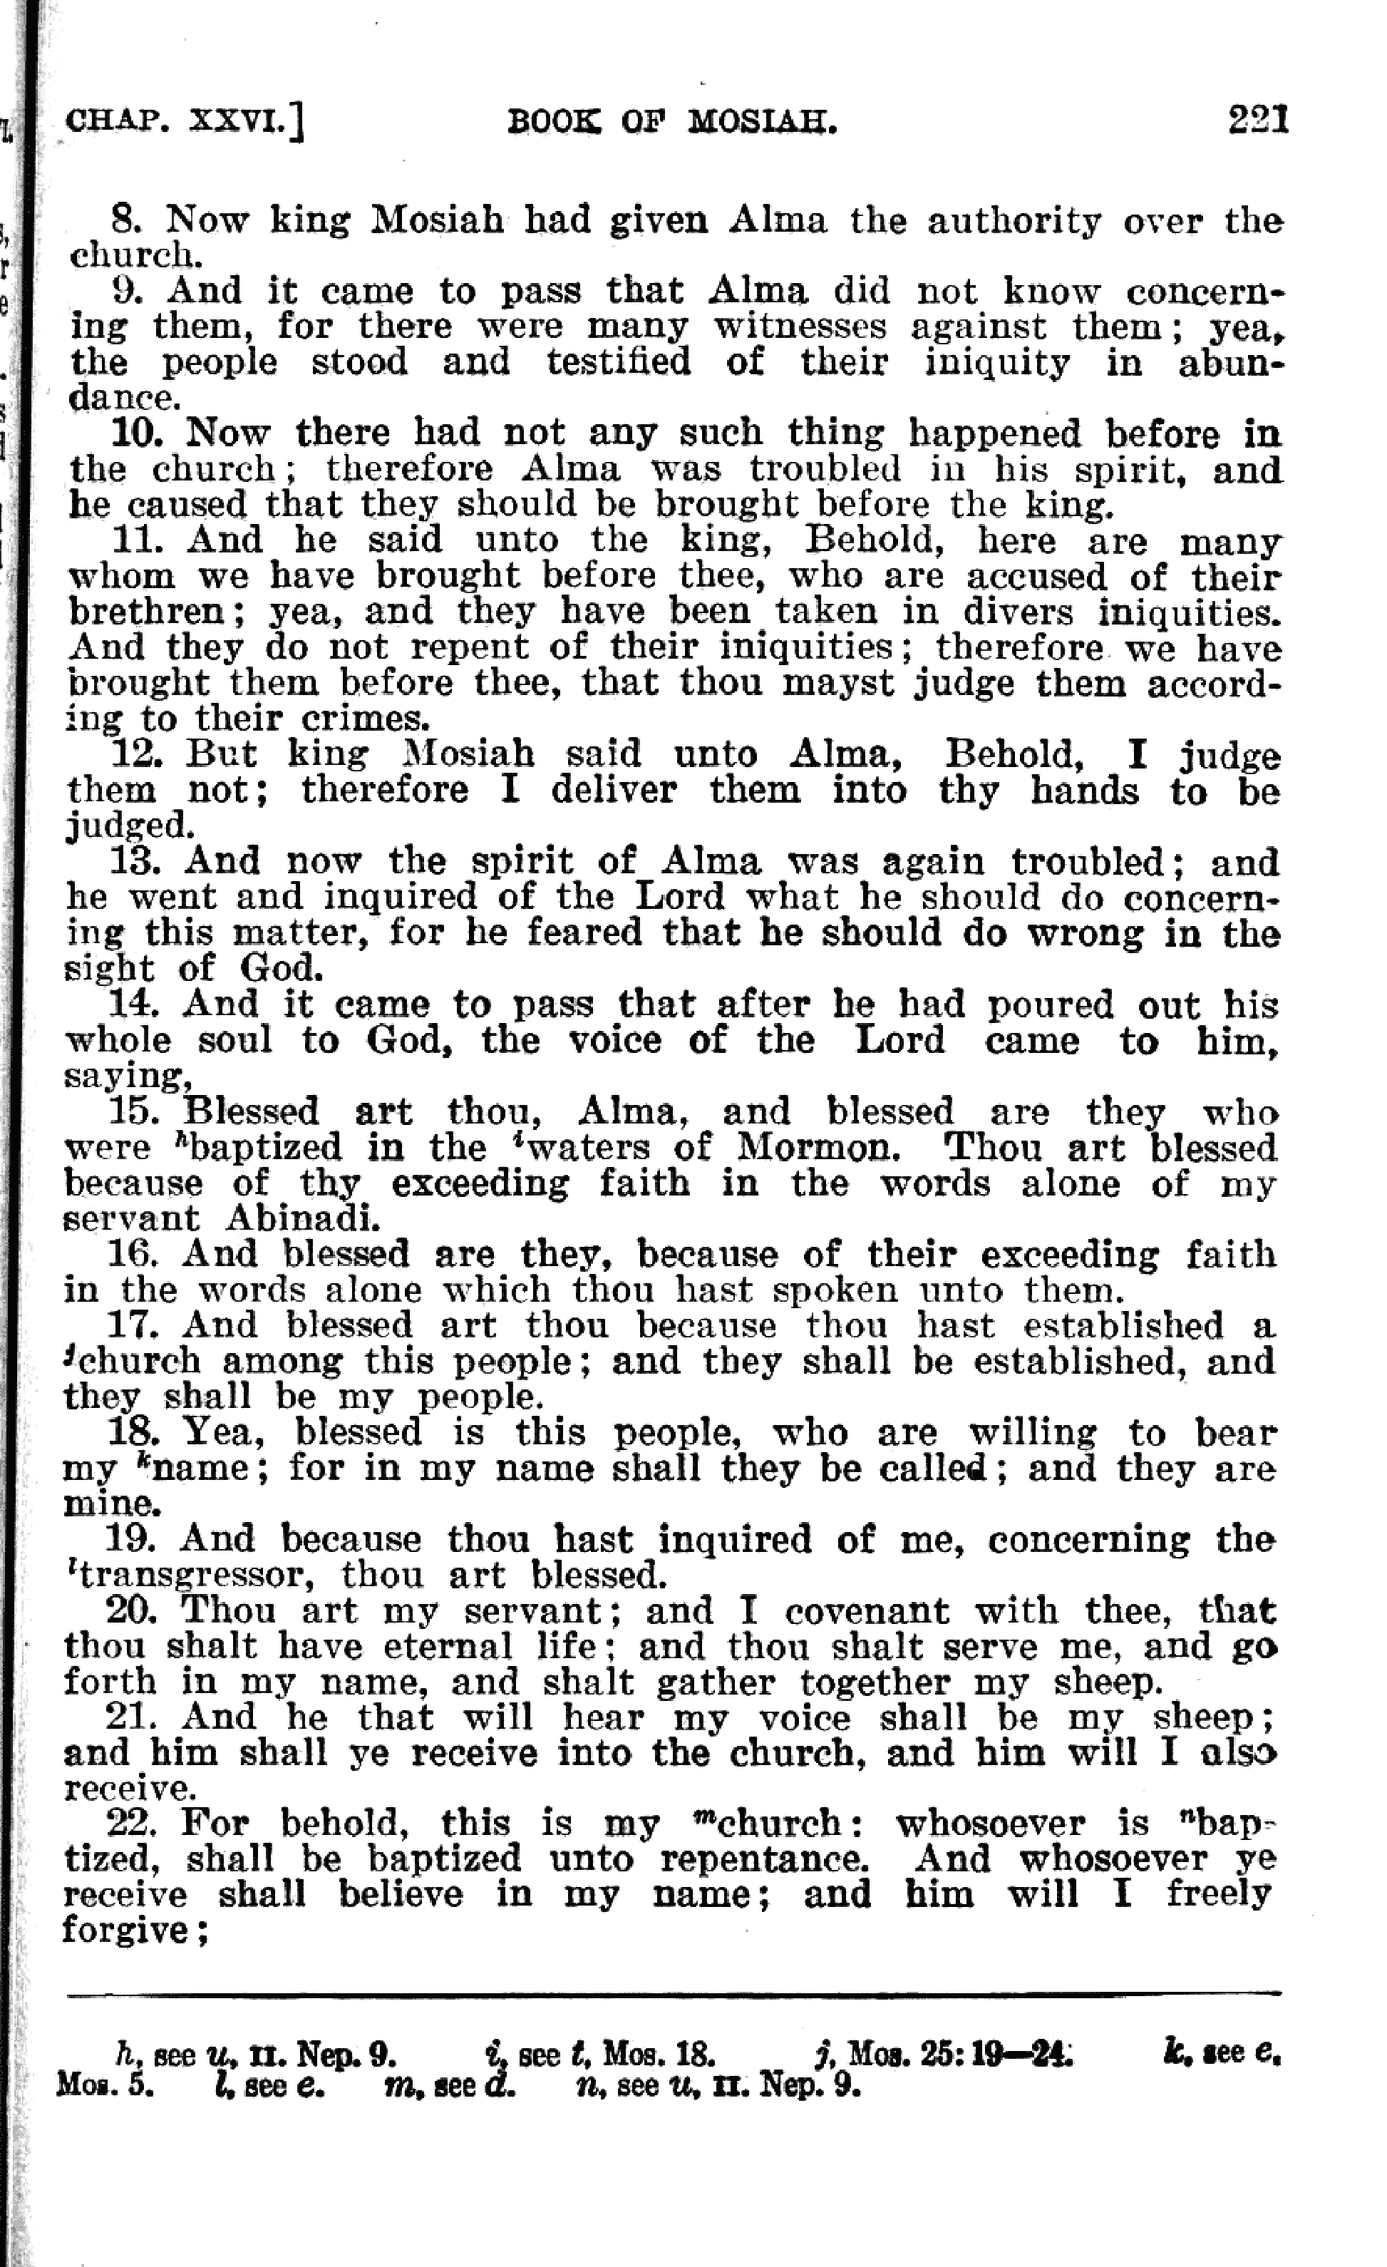 CHAP. XXVI.] BOOK OF MOSIAH. 221
8. Now king Mosiah had given Alma the authority over the
church.
9. And it came to pass that Alma did not know concern-
ing them, for there were many witnesses against them; yea,
the people stood and testified of their iniquity in abun-
dance.
10. Now there had not any such thing happened before in
the church; therefore Alma was troubled in his spirit, and
he caused that they should be brought before the king.
11. And he said unto the king, Behold, here are many
whom we have brought before thee, who are accused of their
brethren; yea, and they have been taken in divers iniquities.
And they do not repent of their iniquities; therefore we have
brought them before thee, that thou mayst judge them accord-
ing to their crimes.
12. But king Mosiah said unto Alma, Behold, I judge
them not; therefore I deliver them into thy hands to be
judged.
13. And now the spirit of Alma was again troubled; and
he went and inquired of the Lord what he should do concern-
ing this matter, for he feared that he should do wrong in the
sight of God.
14. And it came to pass that after he had poured out his
whole soul to God, the voice of the Lord came to him,
saying,
15. Blessed art thou, Alma, and blessed are they who
were hbaptized in the iwaters of Mormon. Thou art blessed
because of thy exceeding faith in the words alone of my
servant Abinadi.
16. And blessed are they, because of their exceeding faith
in the words alone which thou hast spoken unto them.
17. And blessed art thou because thou hast established a
jchurch among this people; and they shall be established, and
they shall be my people.
18. Yea, blessed is this people, who are willing to bear
my kname; for in my name shall they be called; and they are
mine.
19. And because thou hast inquired of me, concerning the
ltransgressor, thou art blessed.
20. Thou art my servant; and I covenant with thee, that
thou shalt have eternal life; and thou shalt serve me, and go
forth in my name, and shalt gather together my sheep.
21. And he that will hear my voice shall be my sheep;
and him shall ye receive into the church, and him will I also
receive.
22. For behold, this is my mchurch: whosoever is nbap-
tized, shall be baptized unto repentance. And whosoever ye
receive shall believe in my name; and him will I freely
forgive;
h, see u, II. Nep. 9. i, see t, Mos. 18. j, Mos. 25:19—24. k, see e,
Mos. 5. l, see e. m, see d. n, see u, II. Nep. 9.